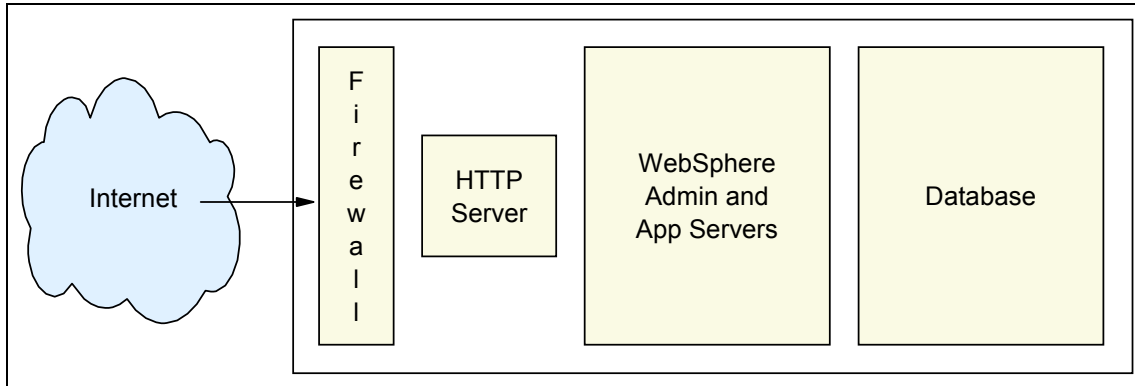 Internet
F
i
r
e
w
a
l
l
HTTP
Server
WebSphere
Admin and
App Servers
Database